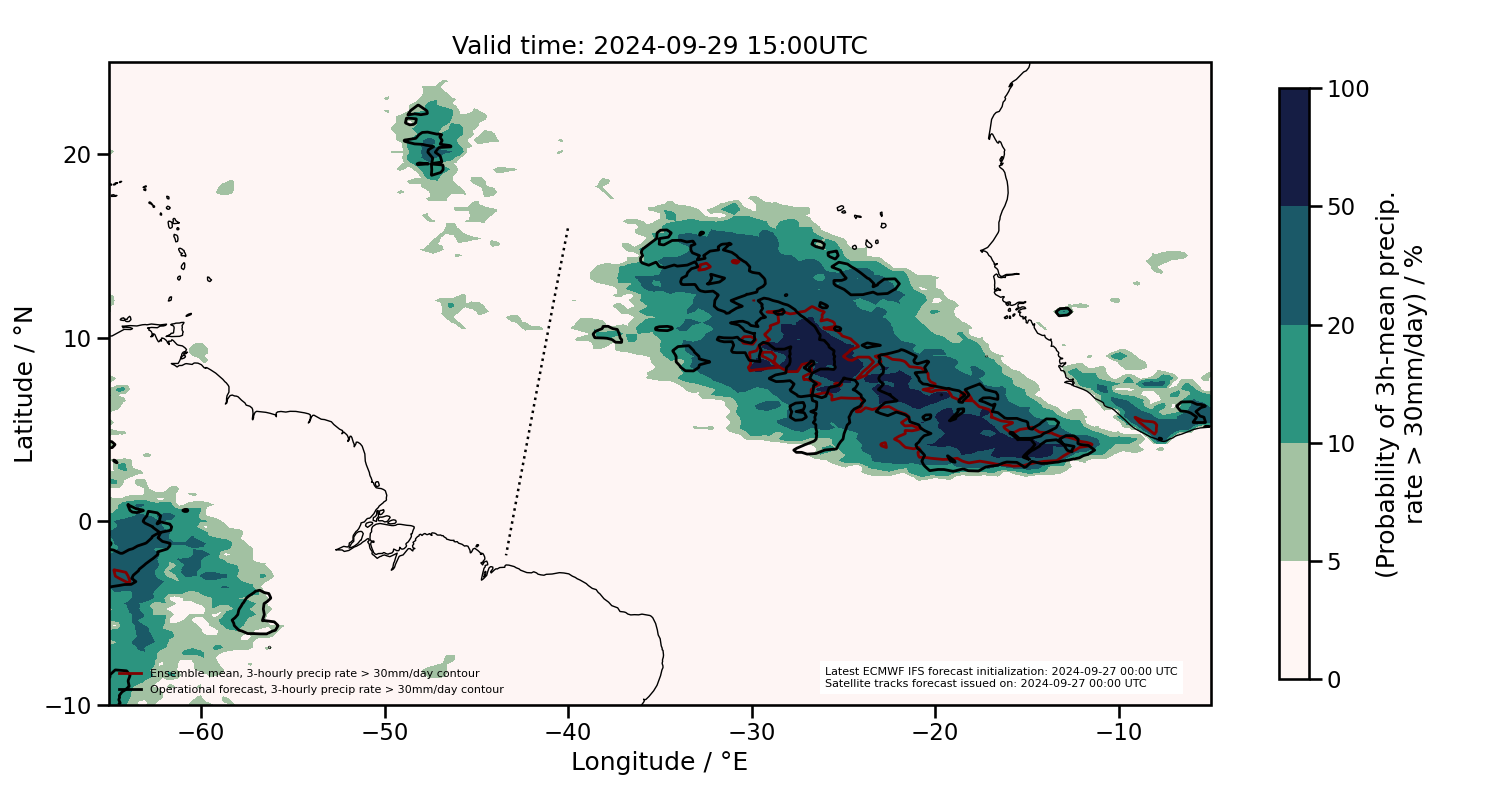 Valid time: 2024-09-29 15:00UTC
Latitude / °N
20
10
0
−10
−60
−50
−40
−30
−20
−10
Longitude / °E
Ensemble mean, 3-hourly precip rate > 30mm/day contour
Operational forecast, 3-hourly precip rate > 30mm/day contour
Latest ECMWF IFS forecast initialization: 2024-09-27 00:00 UTC
Satellite tracks forecast issued on: 2024-09-27 00:00 UTC
100
50
20
10
5
0
(Probability of 3h-mean precip.
rate > 30mm/day) / %